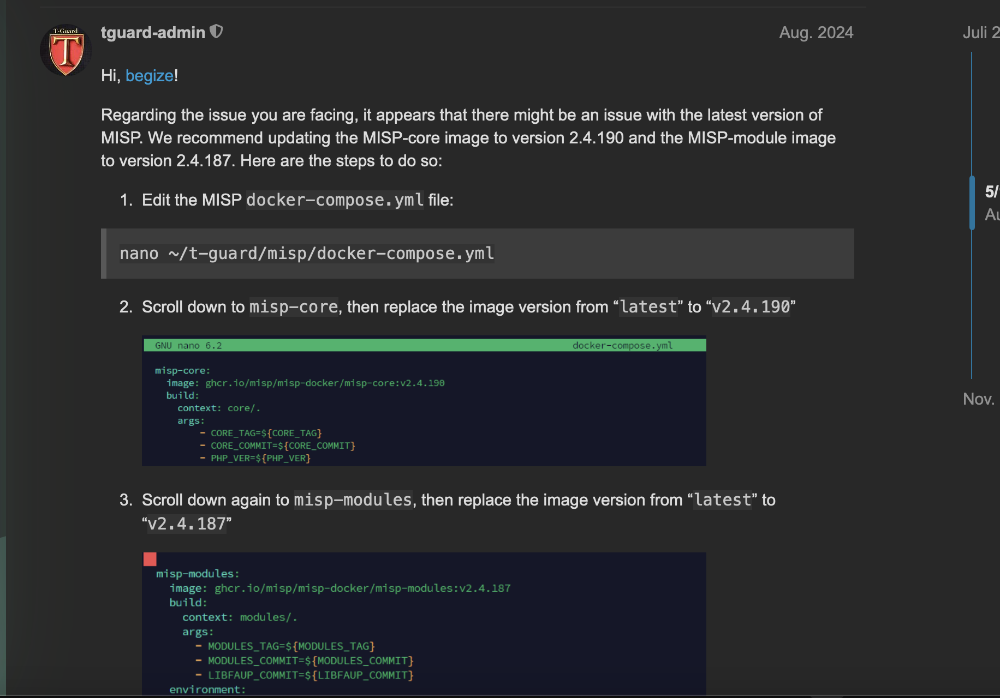 T-Guard
T
tguard-admin
Aug. 2024
Juli 2
Hi, begize!
Regarding the issue you are facing, it appears that there might be an issue with the latest version of
MISP. We recommend updating the MISP-core image to version 2.4.190 and the MISP-module image
to version 2.4.187. Here are the steps to do so:
5/
Au
1. Edit the MISP docker-compose.yml file:
nano ~/t-guard/misp/docker-compose.yml
2. Scroll down to misp-core, then replace the image version from “latest” to “v2.4.190”
GNU nano 6.2 docker-compose.yml
misp-core:
image: ghcr.io/misp/misp-docker/misp-core:v2.4.190
build:
context: core/.
args:
- CORE_TAG=${CORE_TAG}
- CORE_COMMIT=${CORE_COMMIT}
- PHP_VER=${PHP_VER}
Nov.
3. Scroll down again to misp-modules, then replace the image version from “latest” to
“v2.4.187”
misp-modules:
image: ghcr.io/misp/misp-docker/misp-modules:v2.4.187
build:
context: modules/.
args:
- MODULES_TAG=${MODULES_TAG}
- MODULES_COMMIT=${MODULES_COMMIT}
- LIBFAUP_COMMIT=${LIBFAUP_COMMIT}
environment: